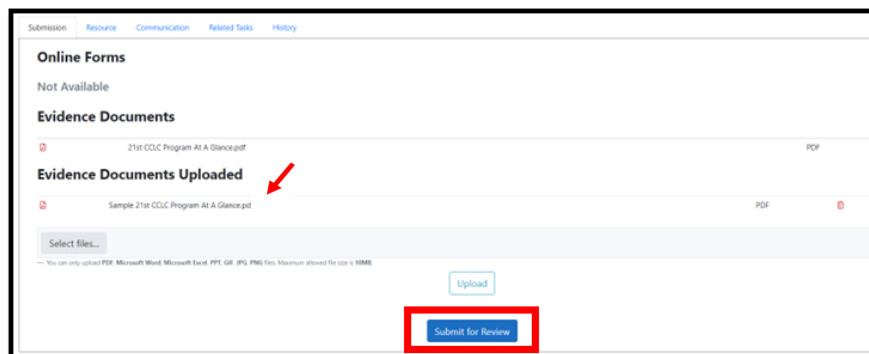 Submission Resource Communication Related Tasks History
Online Forms
Not Available
Evidence Documents
21st CCLC Program At A Glance.pdf PDF
Evidence Documents Uploaded
Sample 21st CCLC Program At A Glance.pd PDF
Select files...
— You can only upload PDF, Microsoft Word, Microsoft Excel, PPT, GIF, JPG, PNG files. Maximum allowed file size is 10MB.
Upload
Submit for Review